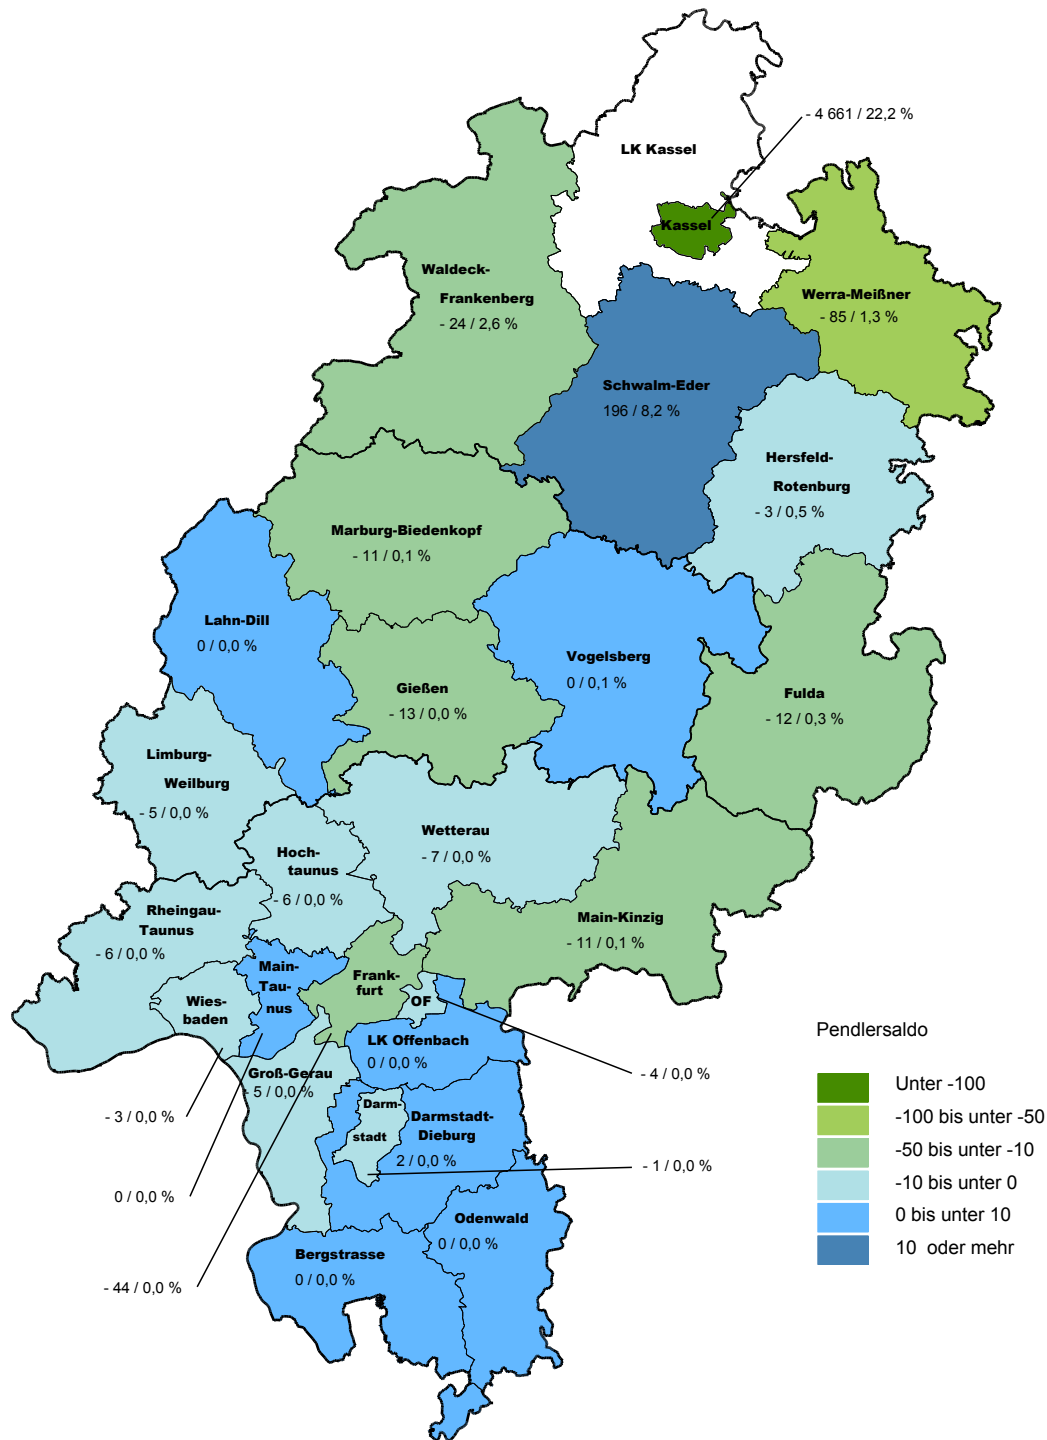 - 4 661 / 22,2 %
LK Kassel
Kassel
Waldeck-
Frankenberg
- 24 / 2,6 %
Werra-Meißner
- 85 / 1,3 %
Schwalm-Eder
196 / 8,2 %
Hersfeld-
Rotenburg
- 3 / 0,5 %
Marburg-Biedenkopf
- 11 / 0,1 %
Lahn-Dill
0 / 0,0 %
Vogelsberg
0 / 0,1 %
Gießen
- 13 / 0,0 %
Fulda
- 12 / 0,3 %
Limburg-
Weilburg
- 5 / 0,0 %
Wetterau
- 7 / 0,0 %
Hoch-
taunus
- 6 / 0,0 %
Rheingau-
Taunus
- 6 / 0,0 %
Main-Kinzig
- 11 / 0,1 %
Main-
Tau-
nus
Frank-
furt
Wies-
baden
OF
LK Offenbach
0 / 0,0 %
Groß-Gerau
- 5 / 0,0 %
- 4 / 0,0 %
Darm-
stadt
Darmstadt-
Dieburg
2 / 0,0 %
- 3 / 0,0 %
- 1 / 0,0 %
0 / 0,0 %
Odenwald
0 / 0,0 %
Bergstrasse
0 / 0,0 %
- 44 / 0,0 %
Pendlersaldo
Unter -100
-100 bis unter -50
-50 bis unter -10
-10 bis unter 0
0 bis unter 10
10 oder mehr